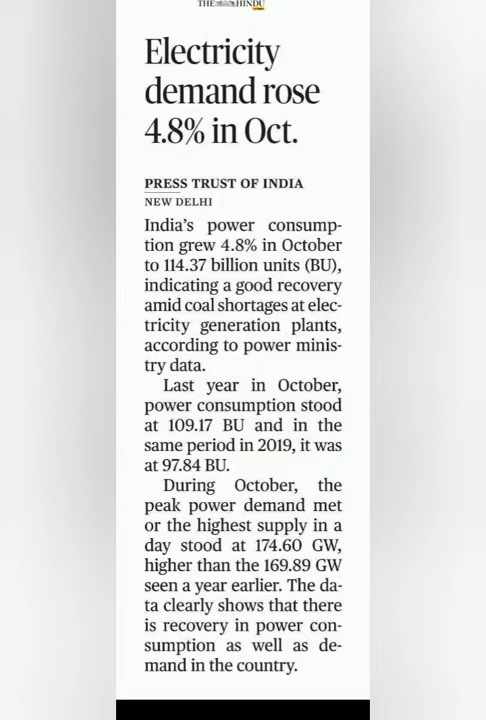 THE HINDU
Electricity
demand rose
4.8% in Oct.
PRESS TRUST OF INDIA
NEW DELHI
India's power consump-
tion grew 4.8% in October
to 114.37 billion units (BU),
indicating a good recovery
amid coal shortages at elec-
tricity generation plants,
according to power minis-
try data.
Last year in October,
power consumption stood
at 109.17 BU and in the
same period in 2019, it was
at 97.84 BU.
During October, the
peak power demand met
or the highest supply in a
day stood at 174.60 GW,
higher than the 169.89 GW
seen a year earlier. The da-
ta clearly shows that there
is recovery in power con-
sumption as well as de-
mand in the country.